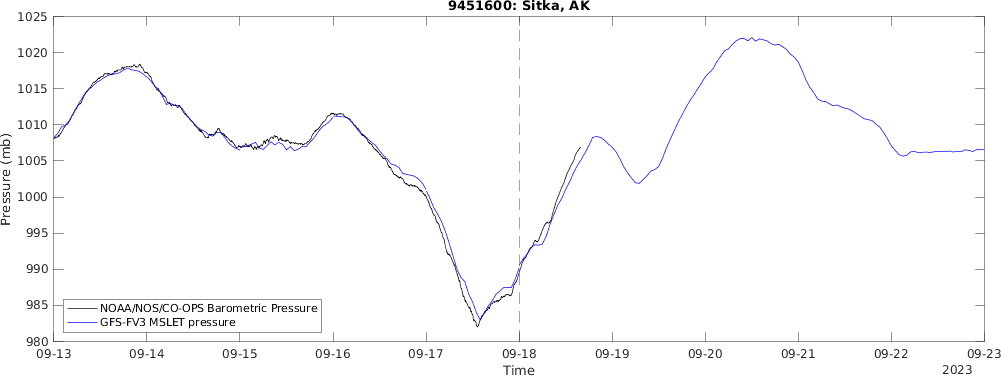 9451600: Sitka, AK
Pressure (mb)
1025
1020
1015
1010
1005
1000
995
990
985
980
NOAA/NOS/CO-OPS Barometric Pressure
GFS-FV3 MSLET pressure
09-13 09-14 09-15 09-16 09-17 09-18 09-19 09-20 09-21 09-22 09-23
Time
2023